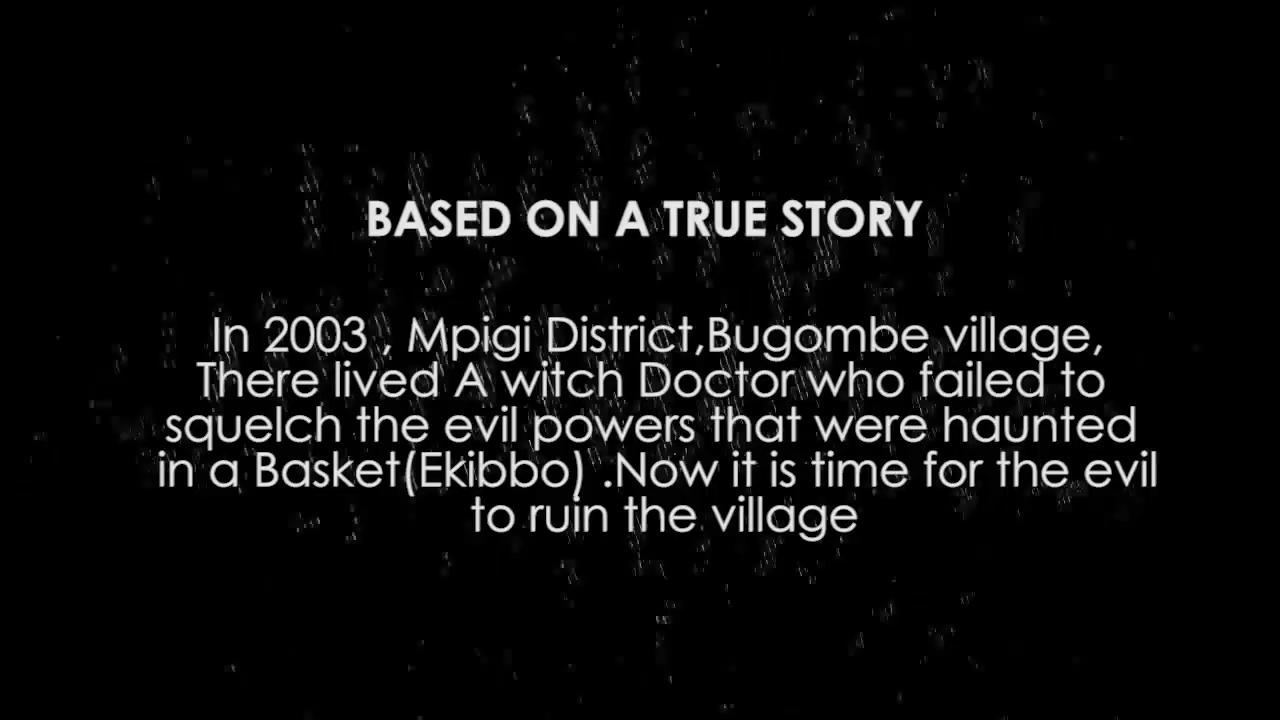 BASED ON A TRUE STORY
In 2003 , Mpigi District,Bugombe village,
There lived A witch Doctor who failed to
squelch the evil powers that were haunted
in a Basket(Ekibbo) .Now it is time for the evil
to ruin the village